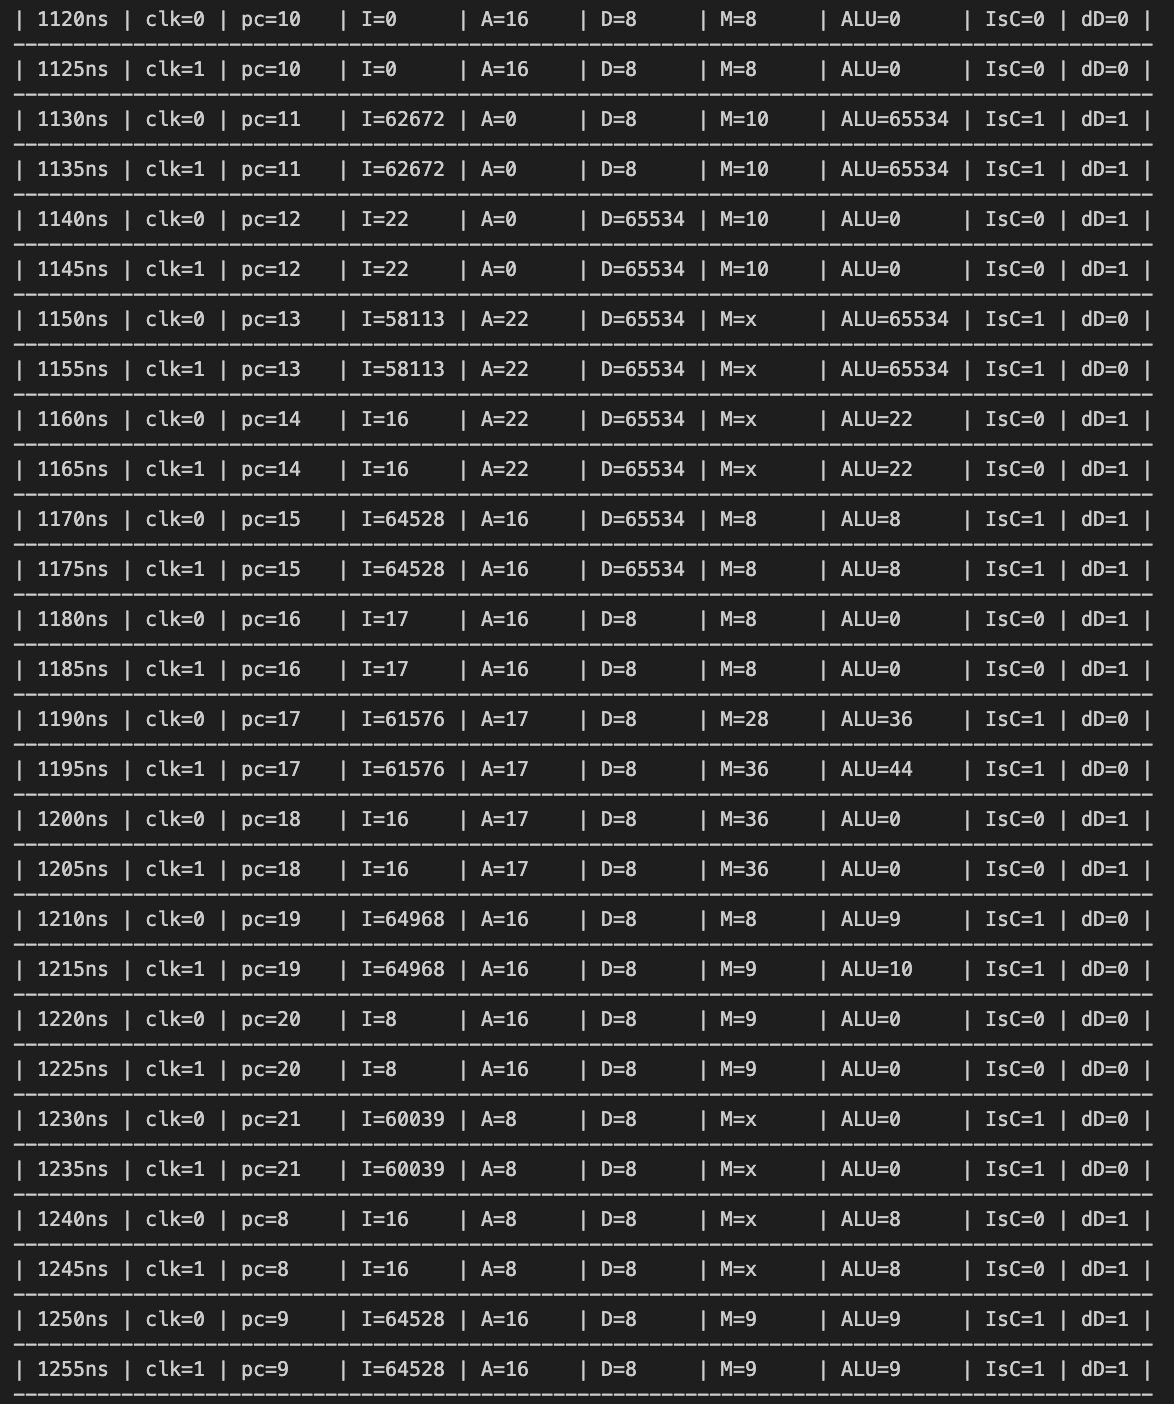 | 1120ns | clk=0 | pc=10   | I=0     | A=16    | D=8     | M=8     | ALU=0     | IsC=0 | dD=0 |
| 1125ns | clk=1 | pc=10   | I=0     | A=16    | D=8     | M=8     | ALU=0     | IsC=0 | dD=0 |
| 1130ns | clk=0 | pc=11   | I=62672 | A=0     | D=8     | M=10    | ALU=65534 | IsC=1 | dD=1 |
| 1135ns | clk=1 | pc=11   | I=62672 | A=0     | D=8     | M=10    | ALU=65534 | IsC=1 | dD=1 |
| 1140ns | clk=0 | pc=12   | I=22    | A=0     | D=65534 | M=10    | ALU=0     | IsC=0 | dD=1 |
| 1145ns | clk=1 | pc=12   | I=22    | A=0     | D=65534 | M=10    | ALU=0     | IsC=0 | dD=1 |
| 1150ns | clk=0 | pc=13   | I=58113 | A=22    | D=65534 | M=x     | ALU=65534 | IsC=1 | dD=0 |
| 1155ns | clk=1 | pc=13   | I=58113 | A=22    | D=65534 | M=x     | ALU=65534 | IsC=1 | dD=0 |
| 1160ns | clk=0 | pc=14   | I=16    | A=22    | D=65534 | M=x     | ALU=22    | IsC=0 | dD=1 |
| 1165ns | clk=1 | pc=14   | I=16    | A=22    | D=65534 | M=x     | ALU=22    | IsC=0 | dD=1 |
| 1170ns | clk=0 | pc=15   | I=64528 | A=16    | D=65534 | M=8     | ALU=8     | IsC=1 | dD=1 |
| 1175ns | clk=1 | pc=15   | I=64528 | A=16    | D=65534 | M=8     | ALU=8     | IsC=1 | dD=1 |
| 1180ns | clk=0 | pc=16   | I=17    | A=16    | D=8     | M=8     | ALU=0     | IsC=0 | dD=1 |
| 1185ns | clk=1 | pc=16   | I=17    | A=16    | D=8     | M=8     | ALU=0     | IsC=0 | dD=1 |
| 1190ns | clk=0 | pc=17   | I=61576 | A=17    | D=8     | M=28    | ALU=36    | IsC=1 | dD=0 |
| 1195ns | clk=1 | pc=17   | I=61576 | A=17    | D=8     | M=36    | ALU=44    | IsC=1 | dD=0 |
| 1200ns | clk=0 | pc=18   | I=16    | A=17    | D=8     | M=36    | ALU=0     | IsC=0 | dD=1 |
| 1205ns | clk=1 | pc=18   | I=16    | A=17    | D=8     | M=36    | ALU=0     | IsC=0 | dD=1 |
| 1210ns | clk=0 | pc=19   | I=64968 | A=16    | D=8     | M=8     | ALU=9     | IsC=1 | dD=0 |
| 1215ns | clk=1 | pc=19   | I=64968 | A=16    | D=8     | M=9     | ALU=10    | IsC=1 | dD=0 |
| 1220ns | clk=0 | pc=20   | I=8     | A=16    | D=8     | M=9     | ALU=0     | IsC=0 | dD=0 |
| 1225ns | clk=1 | pc=20   | I=8     | A=16    | D=8     | M=9     | ALU=0     | IsC=0 | dD=0 |
| 1230ns | clk=0 | pc=21   | I=60039 | A=8     | D=8     | M=x     | ALU=0     | IsC=1 | dD=0 |
| 1235ns | clk=1 | pc=21   | I=60039 | A=8     | D=8     | M=x     | ALU=0     | IsC=1 | dD=0 |
| 1240ns | clk=0 | pc=8    | I=16    | A=8     | D=8     | M=x     | ALU=8     | IsC=0 | dD=1 |
| 1245ns | clk=1 | pc=8    | I=16    | A=8     | D=8     | M=x     | ALU=8     | IsC=0 | dD=1 |
| 1250ns | clk=0 | pc=9    | I=64528 | A=16    | D=8     | M=9     | ALU=9     | IsC=1 | dD=1 |
| 1255ns | clk=1 | pc=9    | I=64528 | A=16    | D=8     | M=9     | ALU=9     | IsC=1 | dD=1 |